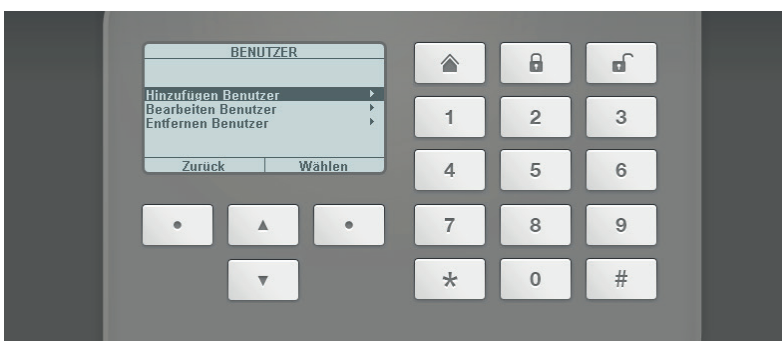 BENUTZER
Hinzufügen Benutzer
Bearbeiten Benutzer
Entfernen Benutzer
Zurück Wählen
1 2 3
4 5 6
7 8 9
* 0 #